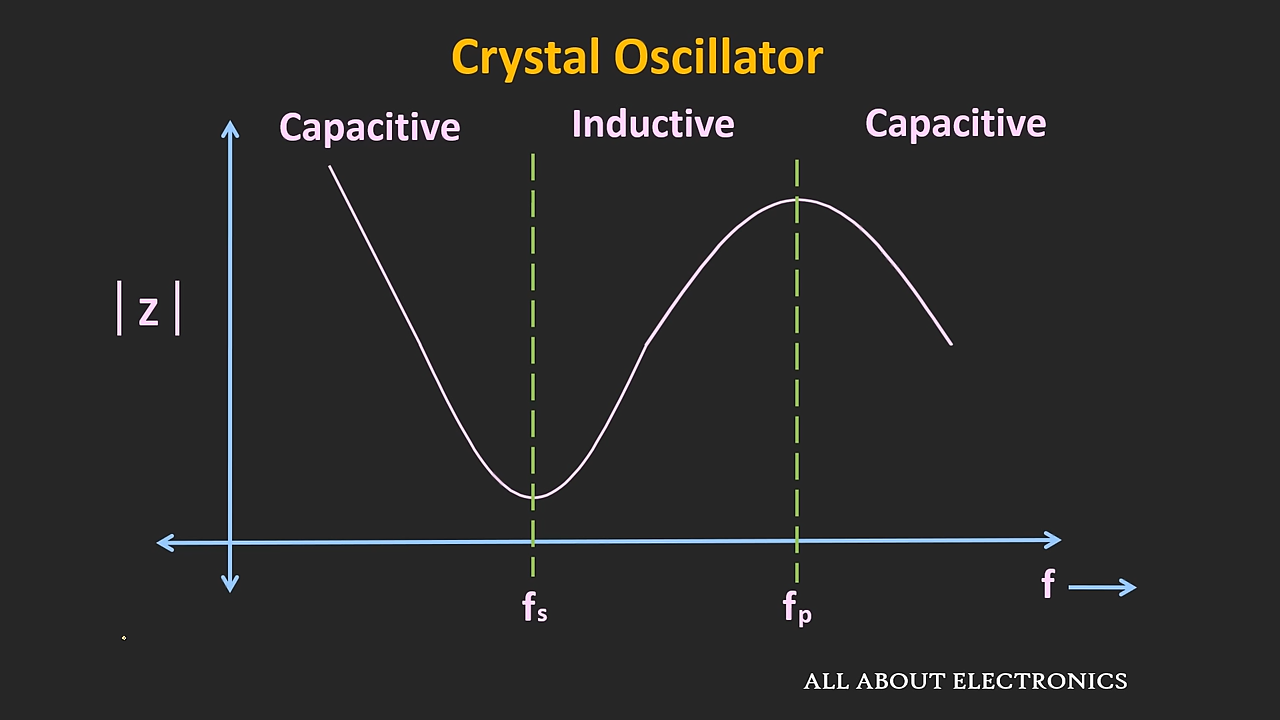 Crystal Oscillator
Capacitive Inductive Capacitive
| Z |
f
fs fp
ALL ABOUT ELECTRONICS